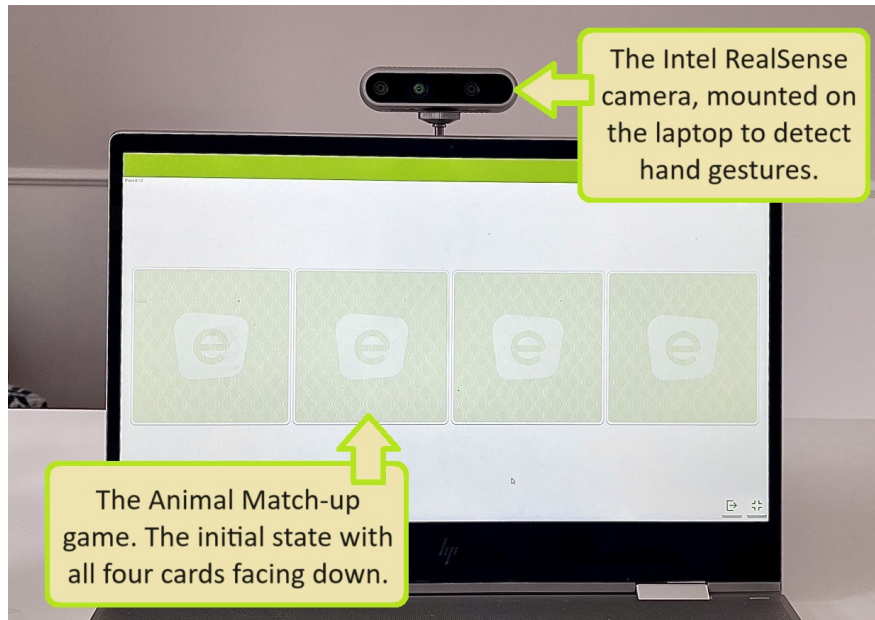 The Intel RealSense
camera, mounted on
the laptop to detect
hand gestures.
e e e e
The Animal Match-up
game. The initial state with
all four cards facing down.
hp